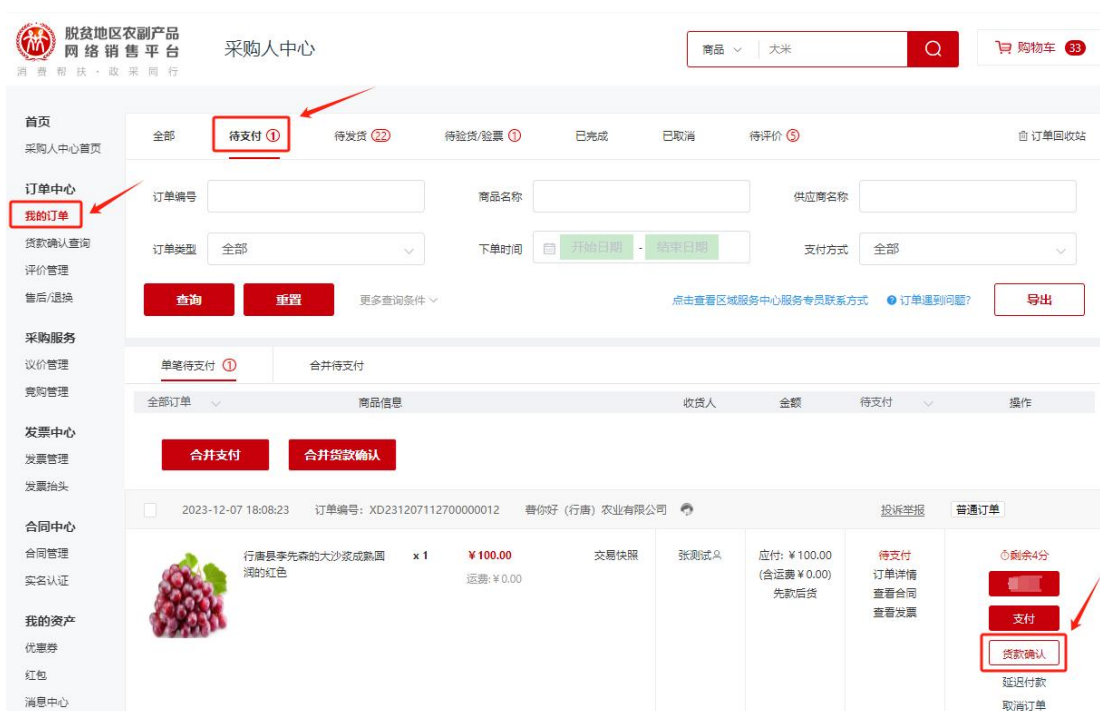 脱贫地区农副产品
网络销售平台
消费帮扶·政采同行
采购人中心
商品 大米
购物车 33
首页
采购人中心首页
订单中心
我的订单
货款确认查询
评价管理
售后/退换
采购服务
议价管理
竞购管理
发票中心
发票管理
发票抬头
合同中心
合同管理
实名认证
我的资产
优惠券
红包
消息中心
全部 待支付 1 待发货 22 待验货/验票 1 已完成 已取消 待评价 5 订单回收站
订单编号 商品名称 供应商名称
订单类型 全部 下单时间 开始日期 - 结束日期 支付方式 全部
查询 重置 更多查询条件 点击查看区域服务中心服务专员联系方式 ? 订单遇到问题? 导出
单笔待支付 1 合并待支付
全部订单 商品信息 收货人 金额 待支付 操作
合并支付 合并货款确认
2023-12-07 18:08:23 订单编号：XD231207112700000012 替你好（行唐）农业有限公司 投诉举报 普通订单
行唐县李先森的大沙浆成熟圆 x 1 ¥100.00 交易快照 张测试 应付: ¥100.00 待支付 剩余4分
润的红色 运费:¥0.00 (含运费¥0.00) 订单详情
先款后货 查看合同
查看发票 支付
货款确认
延迟付款
取消订单